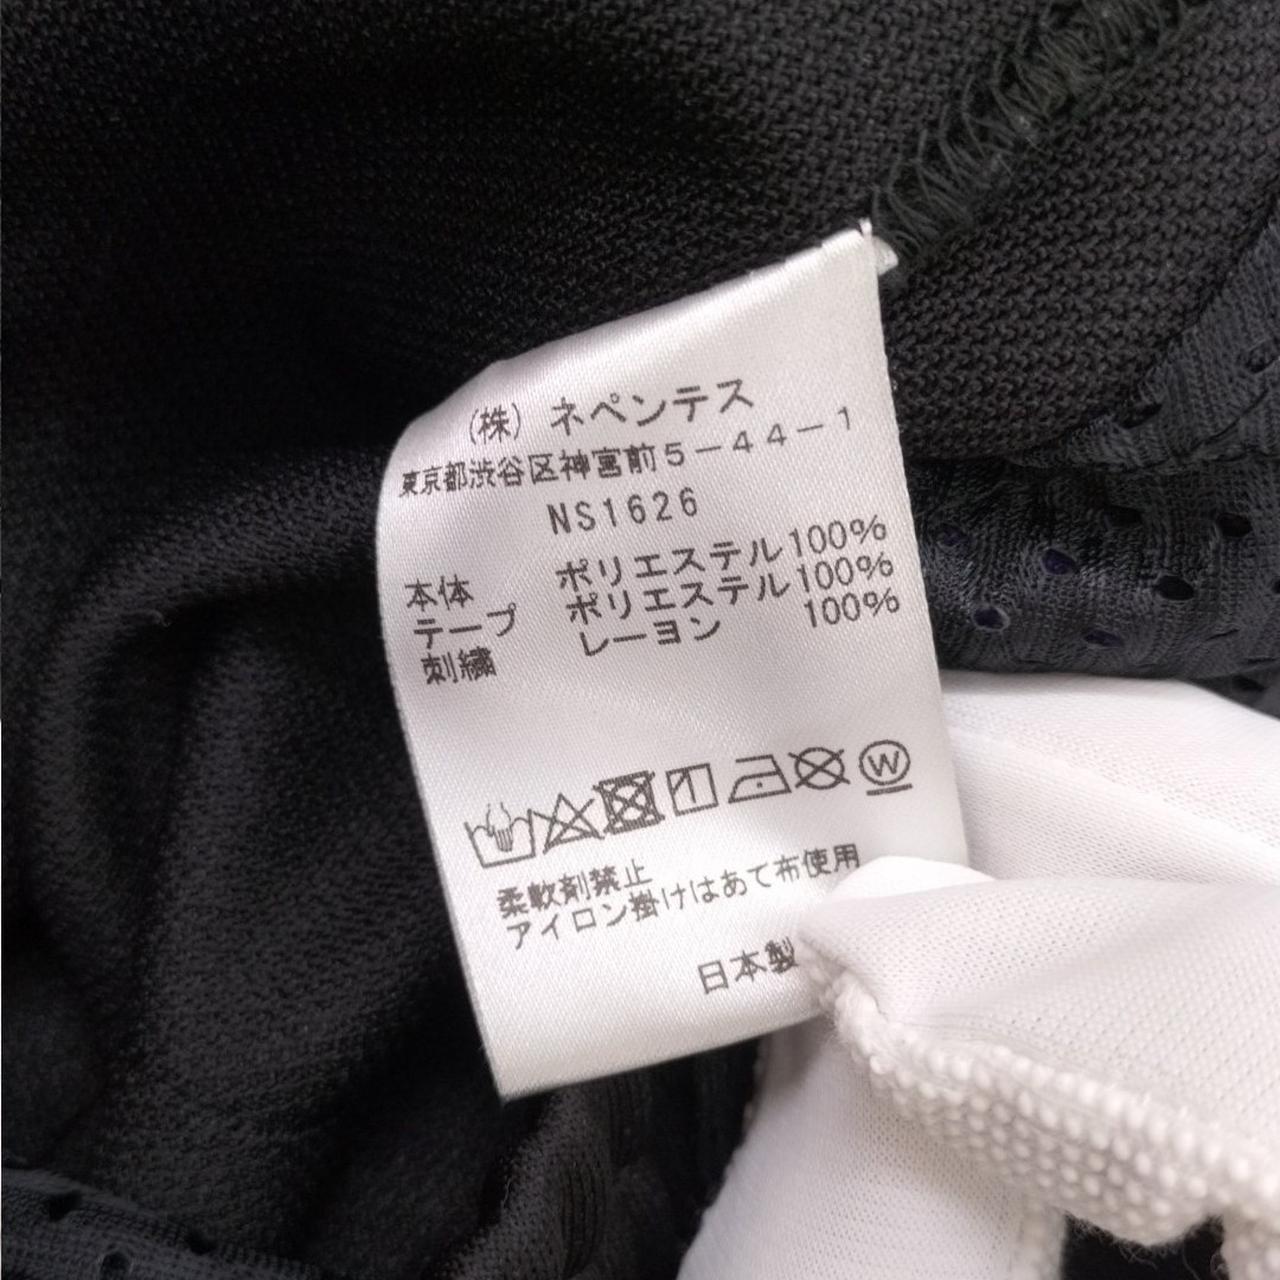 (株) ネペンテス
東京都渋谷区神宮前5-44-1
NS1626
本体 ポリエステル100%
テープ ポリエステル100%
刺繍 レーヨン 100%
W
柔軟剤禁止
アイロン掛けはあて布使用
日本製